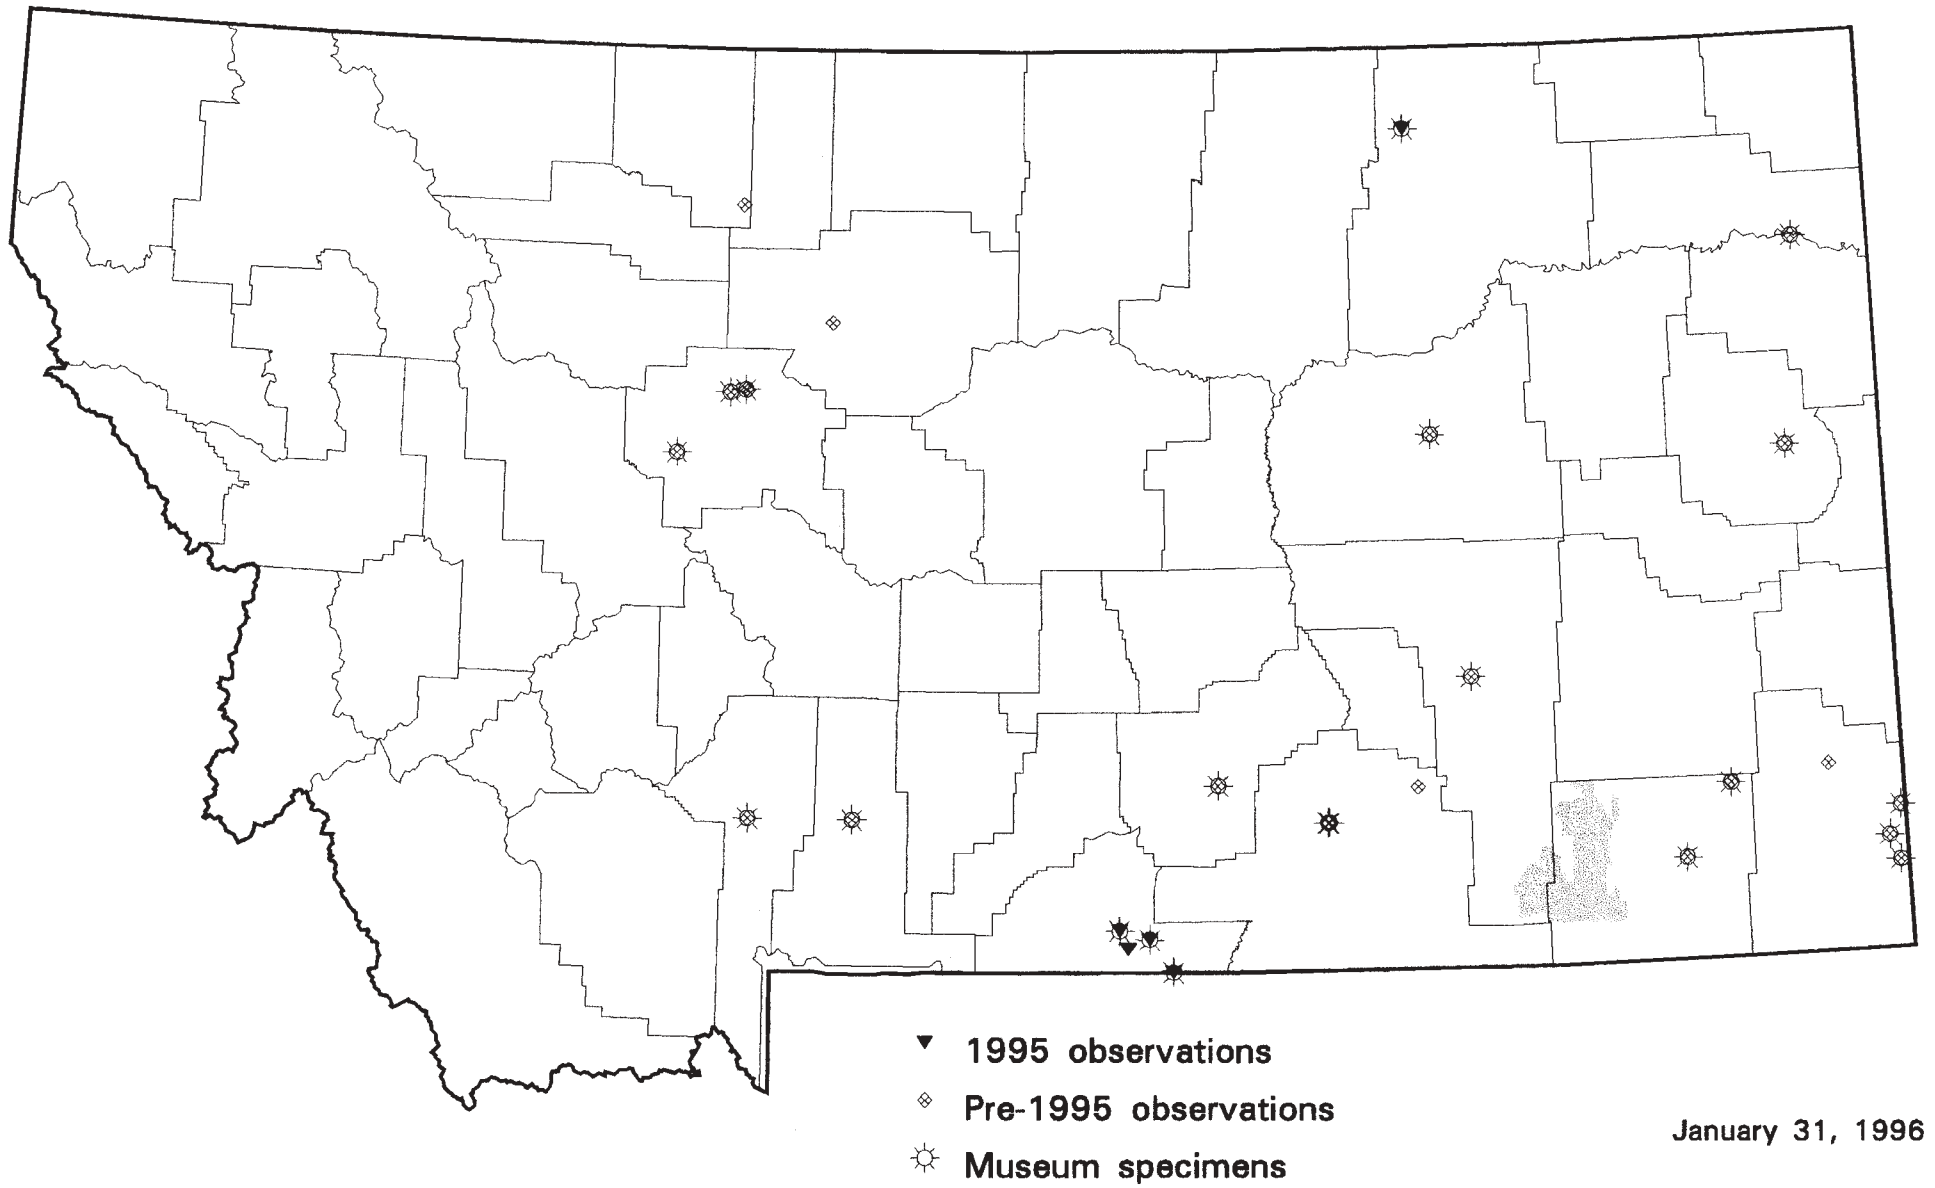 1995 observations
Pre-1995 observations
January 31, 1996
Museum specimens